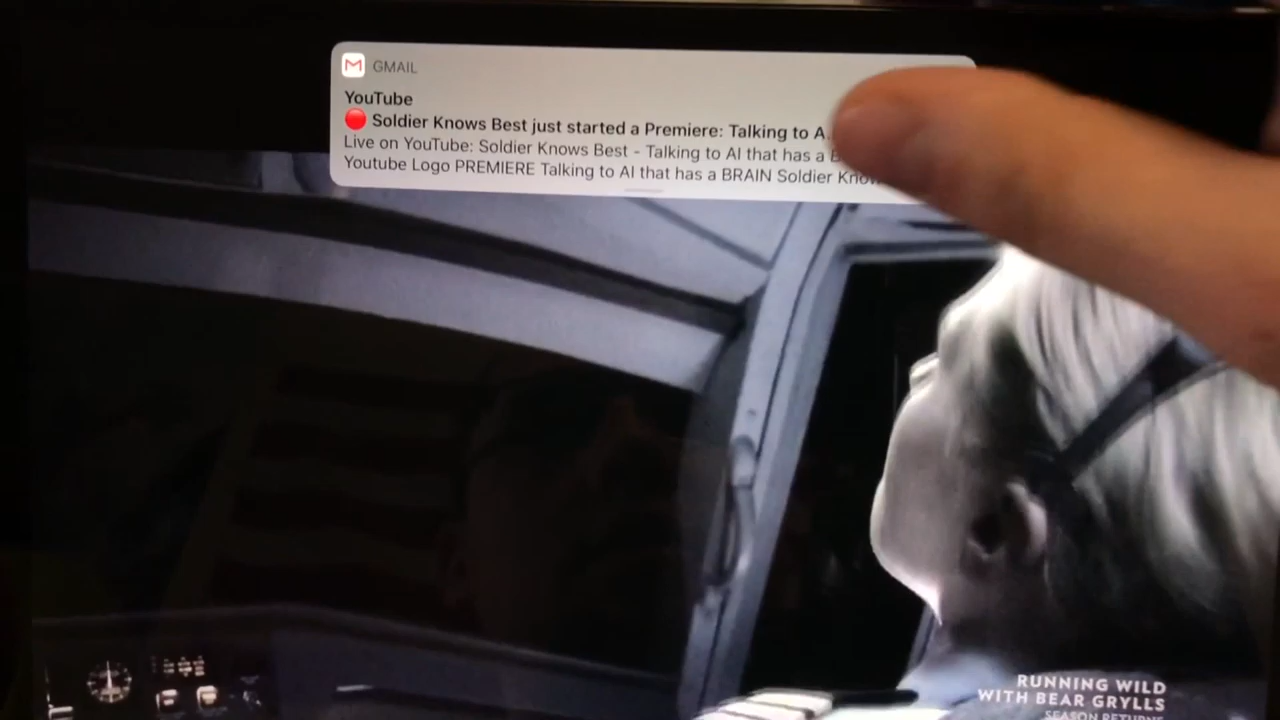 GMAIL
YouTube
🔴 Soldier Knows Best just started a Premiere: Talking to A
Live on YouTube: Soldier Knows Best - Talking to AI that has a
Youtube Logo PREMIERE Talking to AI that has a BRAIN Soldier
RUNNING WILD
WITH BEAR GRYLLS
SEASON